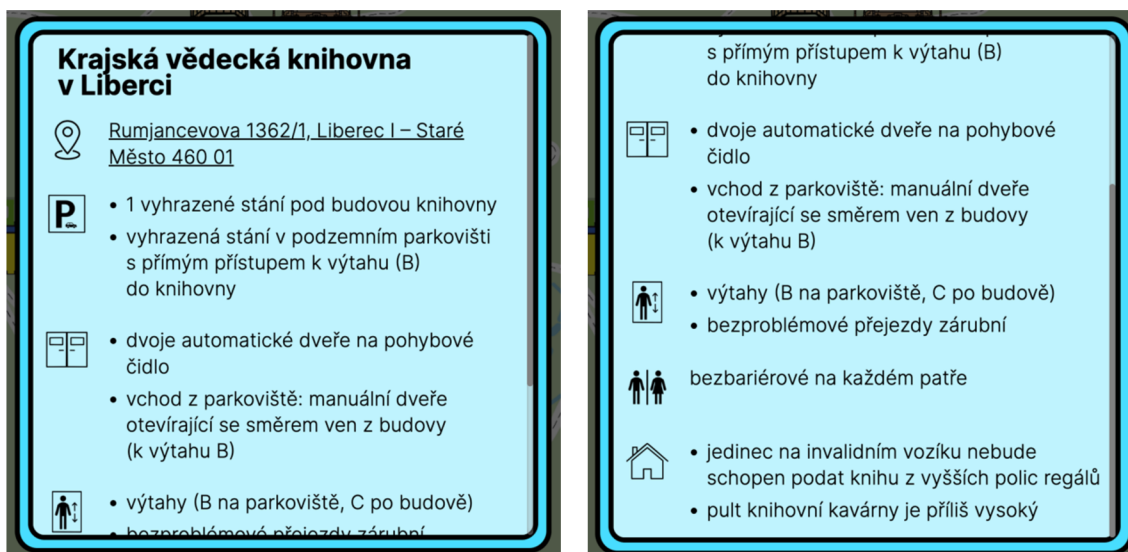 Krajská vědecká knihovna
v Liberci
Rumjancevova 1362/1, Liberec I – Staré
Město 460 01
P
• 1 vyhrazené stání pod budovou knihovny
• vyhrazená stání v podzemním parkovišti
s přímým přístupem k výtahu (B)
do knihovny
• dvoje automatické dveře na pohybové
čidlo
• vchod z parkoviště: manuální dveře
otevírající se směrem ven z budovy
(k výtahu B)
• výtahy (B na parkoviště, C po budově)
• bezproblémové přejezdy zárubní
s přímým přístupem k výtahu (B)
do knihovny
• dvoje automatické dveře na pohybové
čidlo
• vchod z parkoviště: manuální dveře
otevírající se směrem ven z budovy
(k výtahu B)
• výtahy (B na parkoviště, C po budově)
• bezproblémové přejezdy zárubní
bezbariérové na každém patře
• jedinec na invalidním vozíku nebude
schopen podat knihu z vyšších polic regálů
• pult knihovní kavárny je příliš vysoký